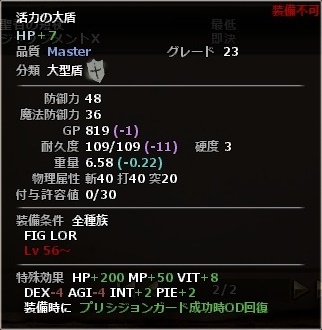 装備不可
活力の大盾
HP+7
品質 Master グレード 23
分類 大型盾
防御力 48
魔法防御力 36
GP 819 (-1)
耐久度 109/109 (-11) 硬度 3
重量 6.58 (-0.22)
物理属性 斬40 打40 突20
付与許容値 0/30
装備条件 全種族
FIG LOR
Lv 56~
特殊効果 HP+200 MP+50 VIT+8
DEX-4 AGI-4 INT+2 PIE+2
2/2
装備時に プリシジョンガード成功時OD回復